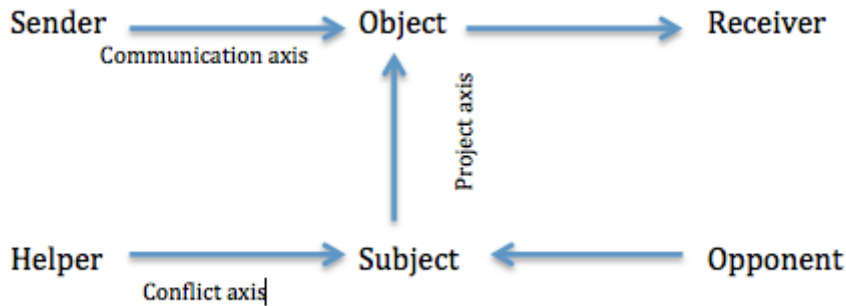 Sender Object Receiver
Communication axis
Project axis
Helper Subject Opponent
Conflict axis